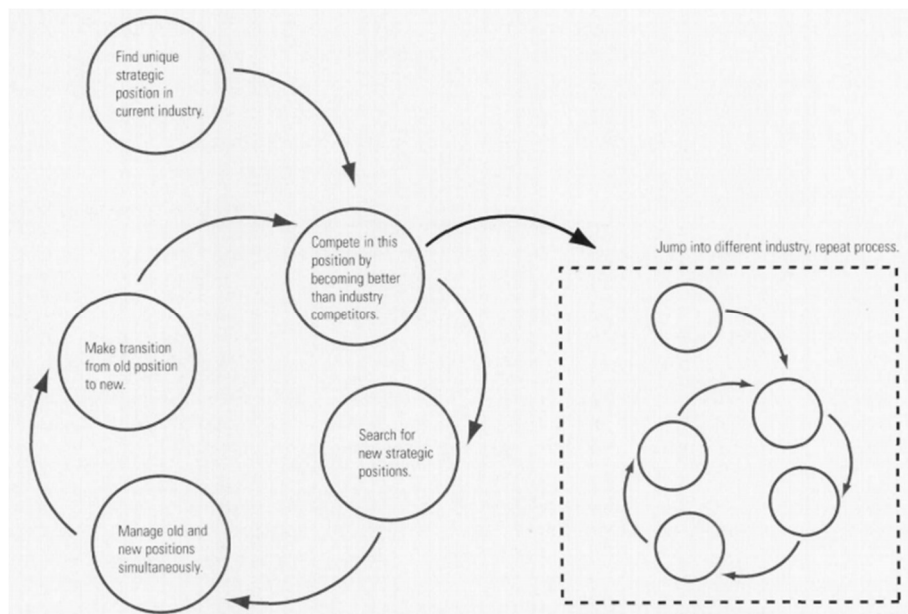 Find unique
strategic
position in
current industry.
Compete in this
position by
becoming better
than industry
competitors.
Jump into different industry, repeat process.
Make transition
from old position
to new.
Search for
new strategic
positions.
Manage old and
new positions
simultaneously.